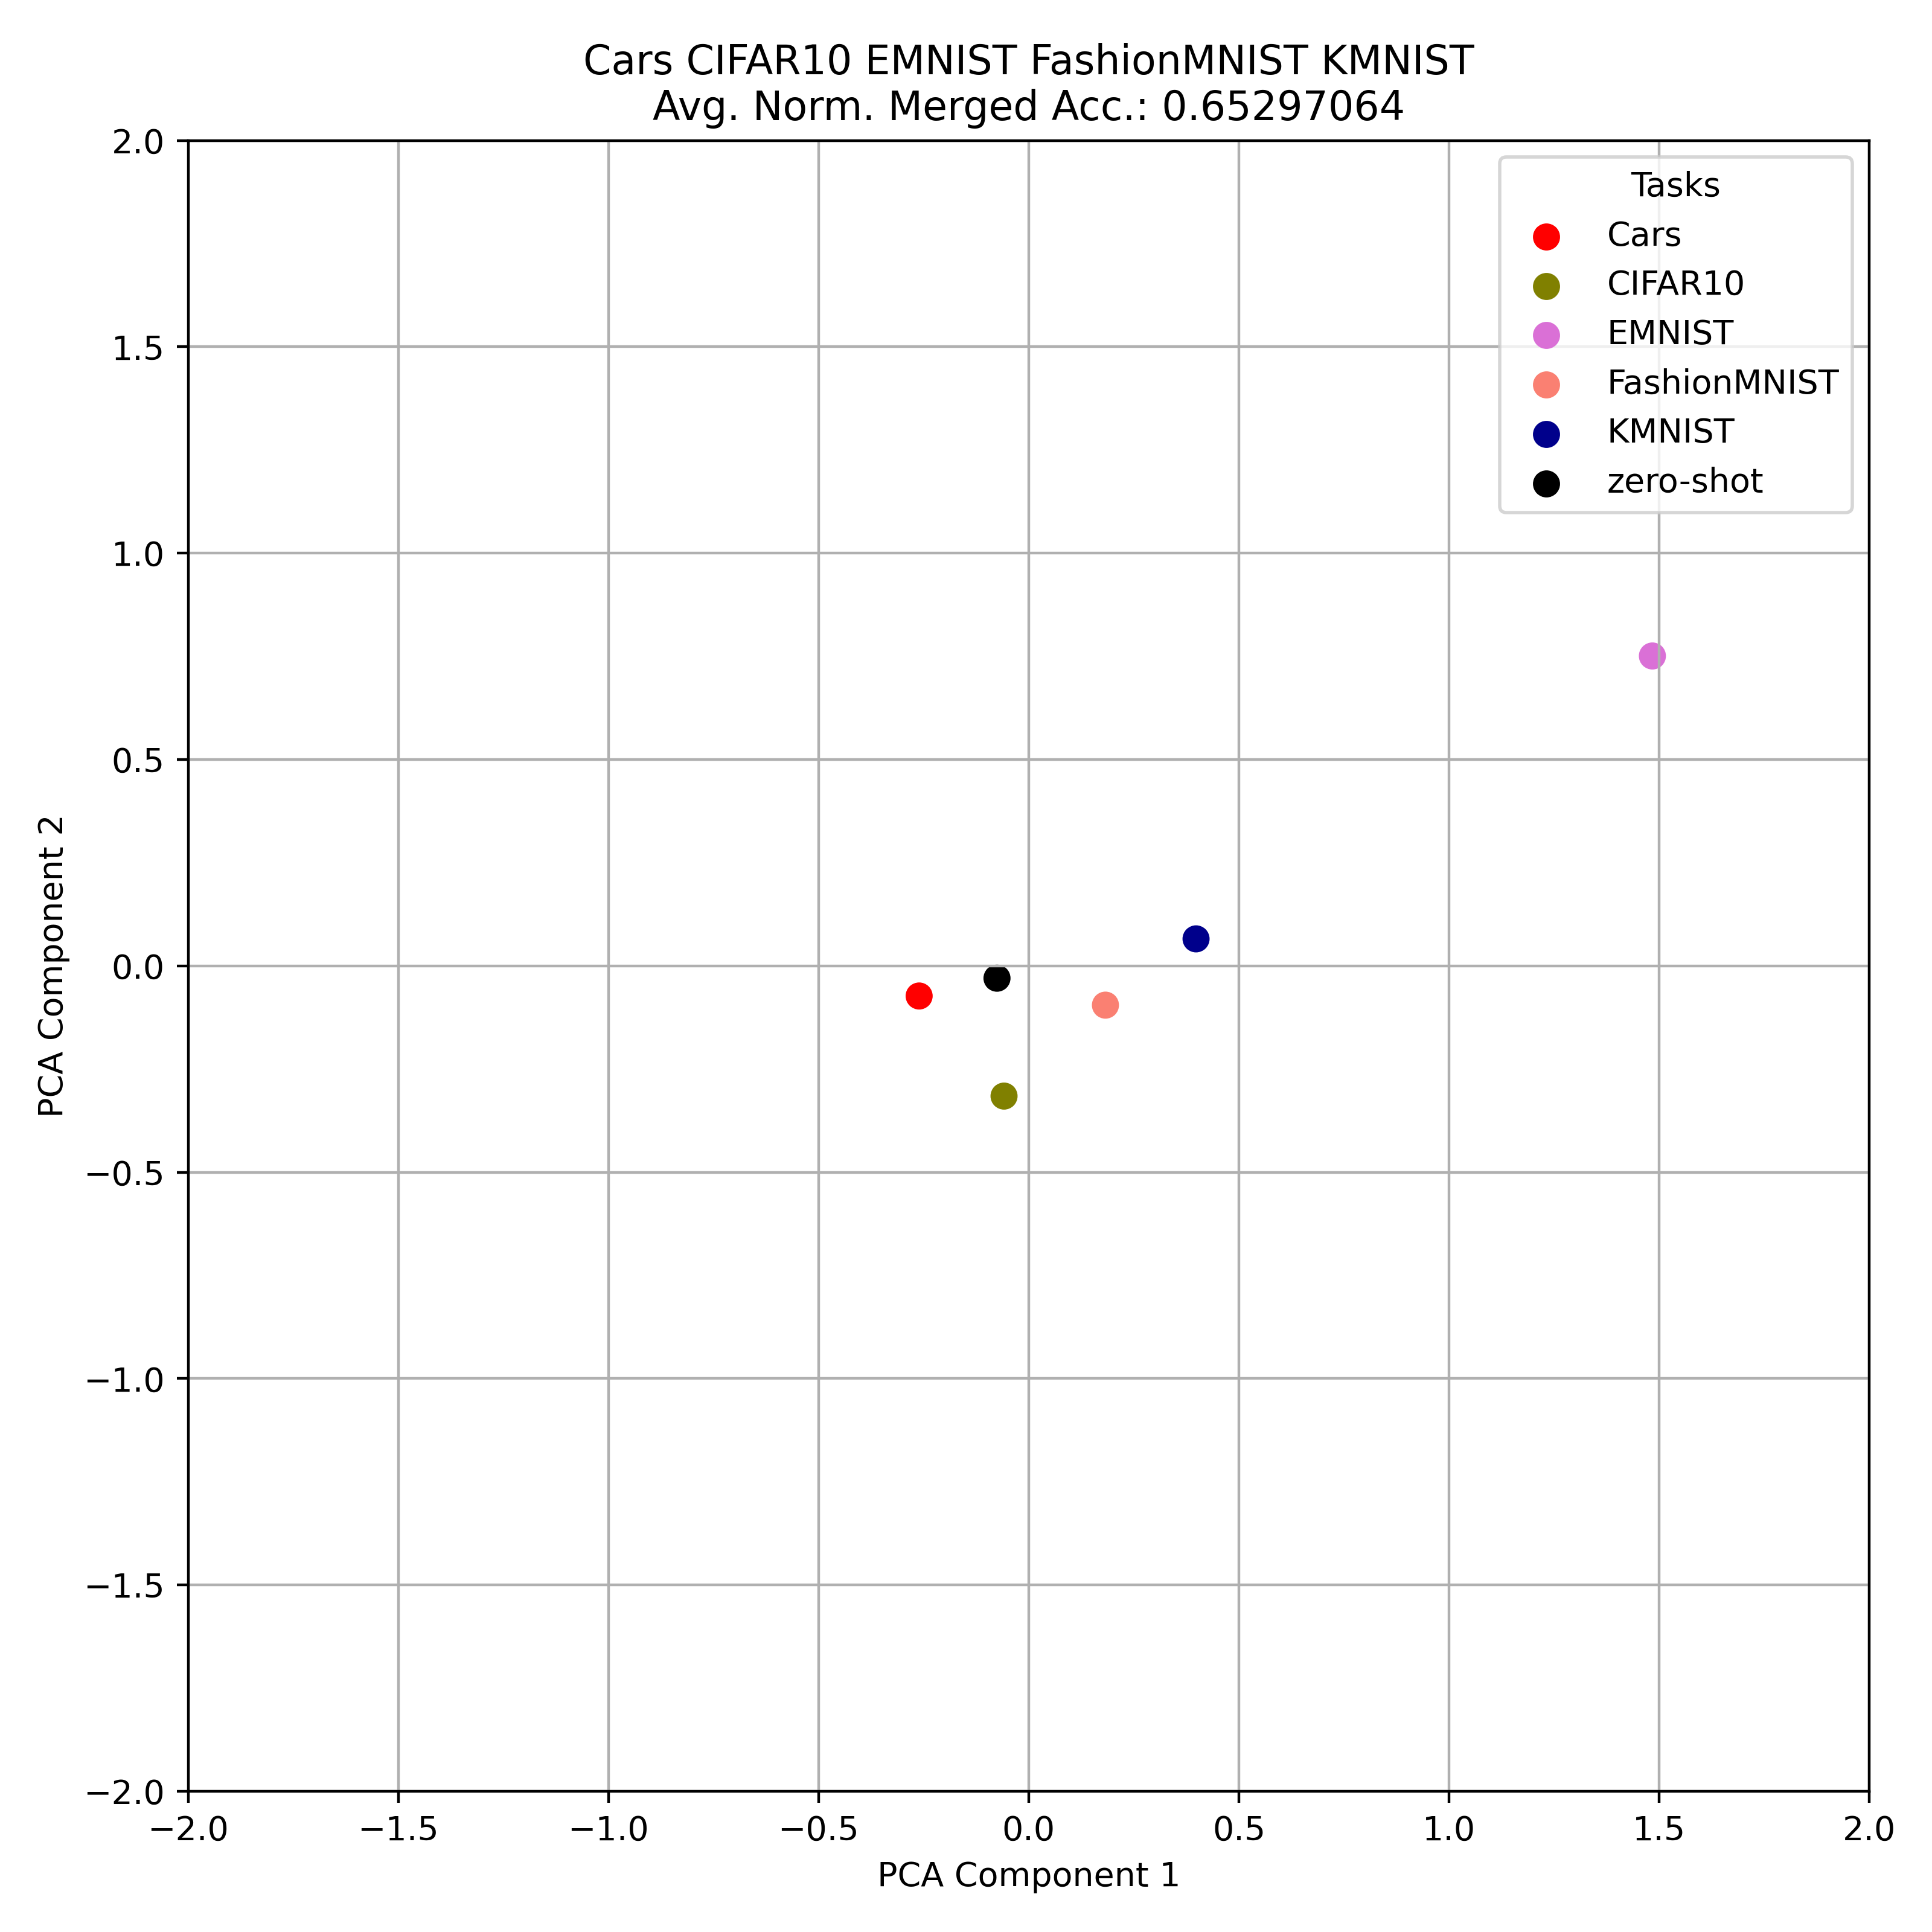 Cars CIFAR10 EMNIST FashionMNIST KMNIST
Avg. Norm. Merged Acc.: 0.65297064
Tasks
Cars
CIFAR10
EMNIST
FashionMNIST
KMNIST
zero-shot
2.0
1.5
1.0
0.5
0.0
−0.5
−1.0
−1.5
−2.0
PCA Component 2
−2.0 −1.5 −1.0 −0.5 0.0 0.5 1.0 1.5 2.0
PCA Component 1